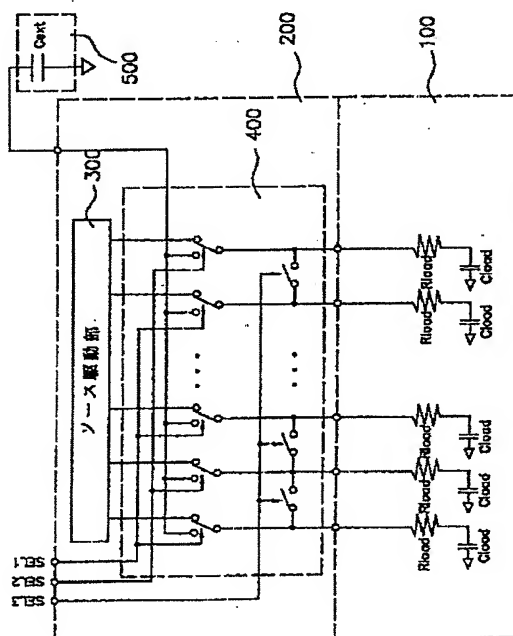 Cext
500
200
100
400
300
ソース駆動部
SEL1
SEL2
SEL3
Rload
Cload
Rload
Cload
Rload
Cload
Rload
Cload
Rload
Cload